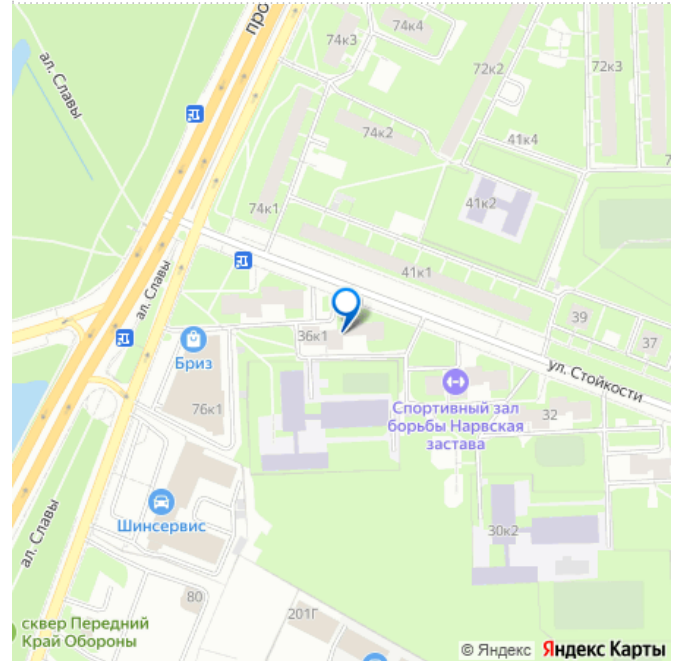 про
74к4
74к3
72к2
72к3
ал. Славы
74к2
41к4
7
74к1
41к2
41к1
ал. Славы
39
36к1
37
Бриз
ул. Стойкости
76к1
Спортивный зал
борьбы Нарвская
застава
32
Шинсервис
30к2
ал. Славы
80
201Г
сквер Передний
Край Обороны
© Яндекс Яндекс Карты